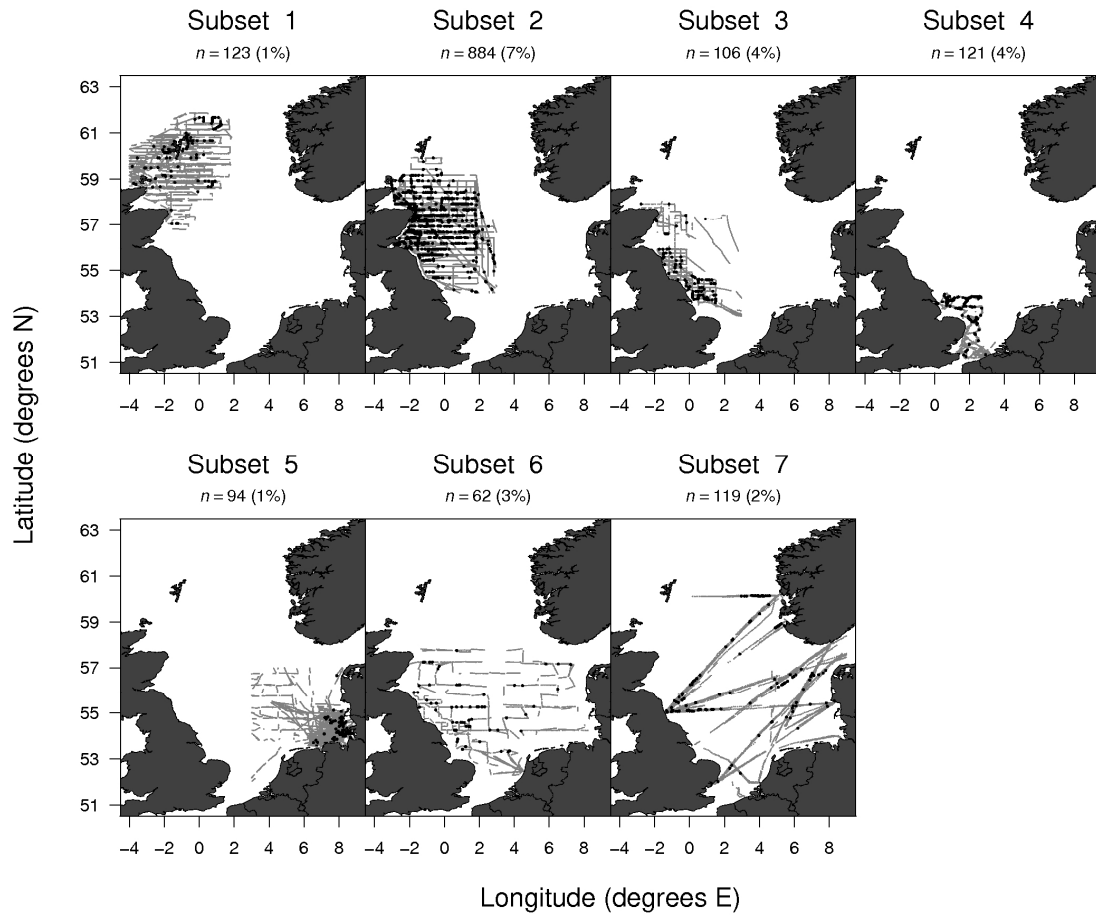 Subset 1 Subset 2 Subset 3 Subset 4
n = 123 (1%) n = 884 (7%) n = 106 (4%) n = 121 (4%)
63
61
59
57
55
53
51
−4 −2 0 2 4 6 8 −4 −2 0 2 4 6 8 −4 −2 0 2 4 6 8 −4 −2 0 2 4 6 8
Latitude (degrees N)
Subset 5 Subset 6 Subset 7
n = 94 (1%) n = 62 (3%) n = 119 (2%)
63
61
59
57
55
53
51
−4 −2 0 2 4 6 8 −4 −2 0 2 4 6 8 −4 −2 0 2 4 6 8
Longitude (degrees E)